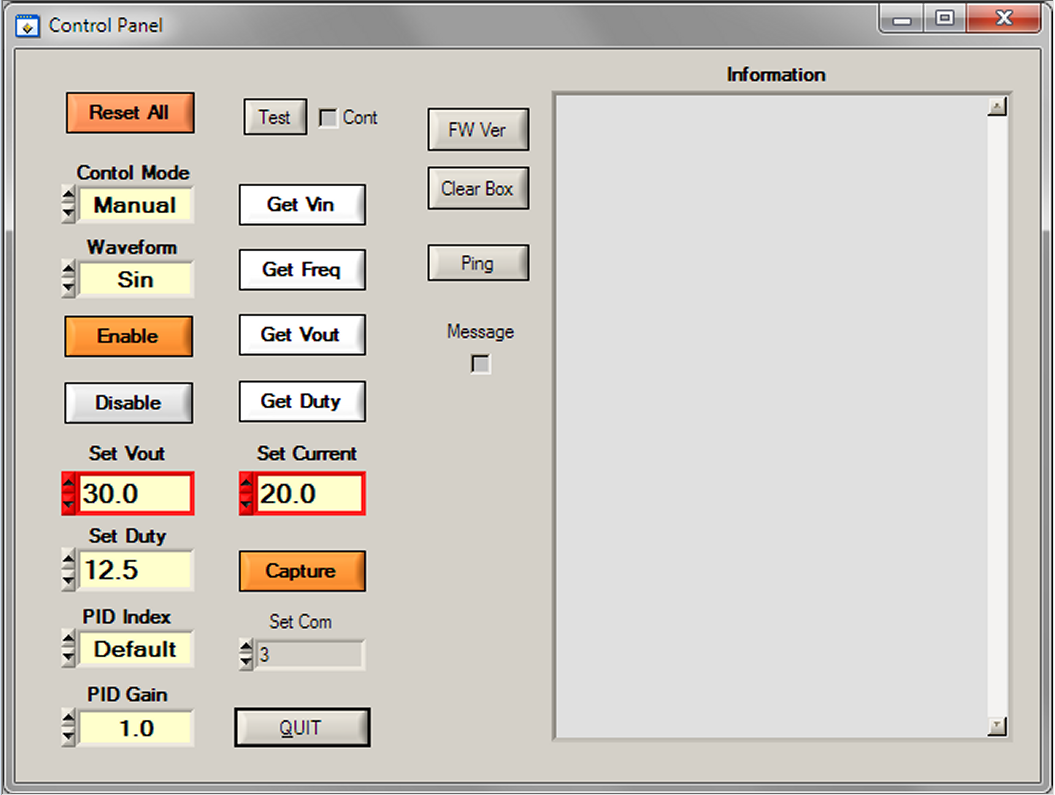 Control Panel
Information
Reset All
Test
Cont
FW Ver
Contol Mode
Manual
Clear Box
Get Vin
Waveform
Sin
Get Freq
Ping
Enable
Get Vout
Message
Disable
Get Duty
Set Vout
Set Current
30.0
20.0
Set Duty
12.5
Capture
PID Index
Default
Set Com
3
PID Gain
1.0
QUIT